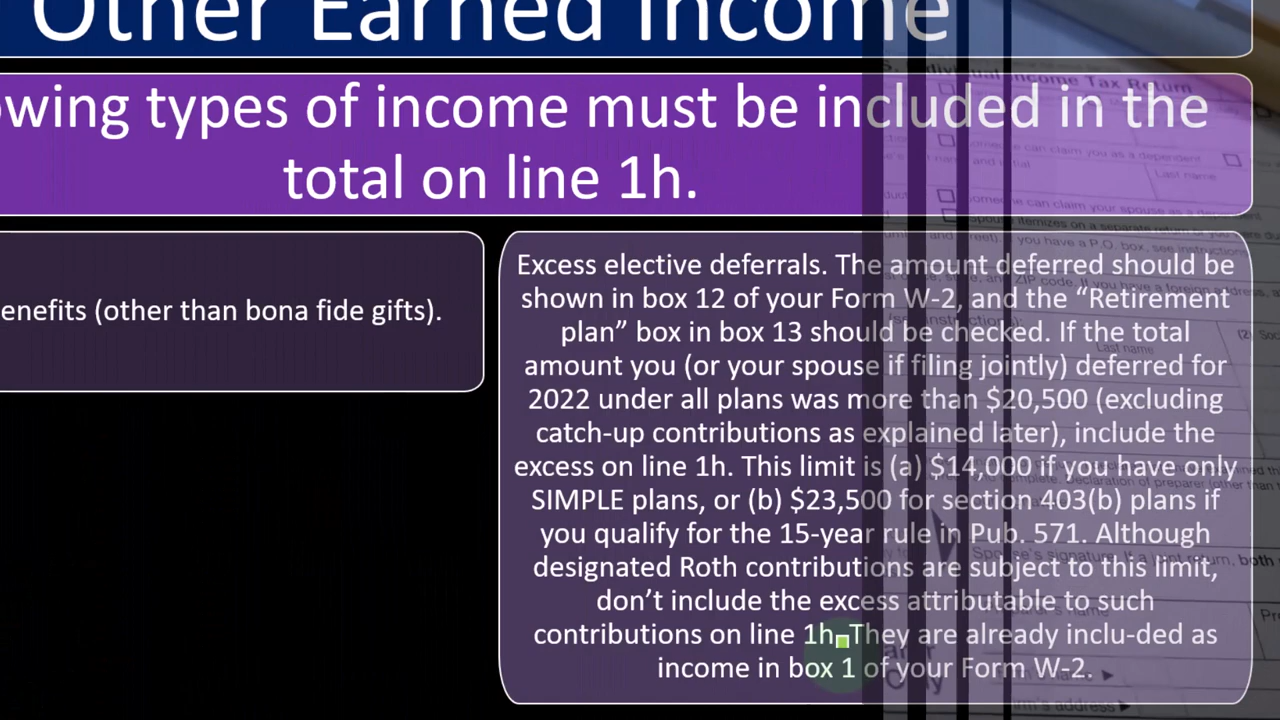 Other Earned Income
owing types of income must be included in the
total on line 1h.
enefits (other than bona fide gifts).
Excess elective deferrals. The amount deferred should be
shown in box 12 of your Form W-2, and the “Retirement
plan” box in box 13 should be checked. If the total
amount you (or your spouse if filing jointly) deferred for
2022 under all plans was more than $20,500 (excluding
catch-up contributions as explained later), include the
excess on line 1h. This limit is (a) $14,000 if you have only
SIMPLE plans, or (b) $23,500 for section 403(b) plans if
you qualify for the 15-year rule in Pub. 571. Although
designated Roth contributions are subject to this limit,
don’t include the excess attributable to such
contributions on line 1h. They are already inclu-ded as
income in box 1 of your Form W-2.